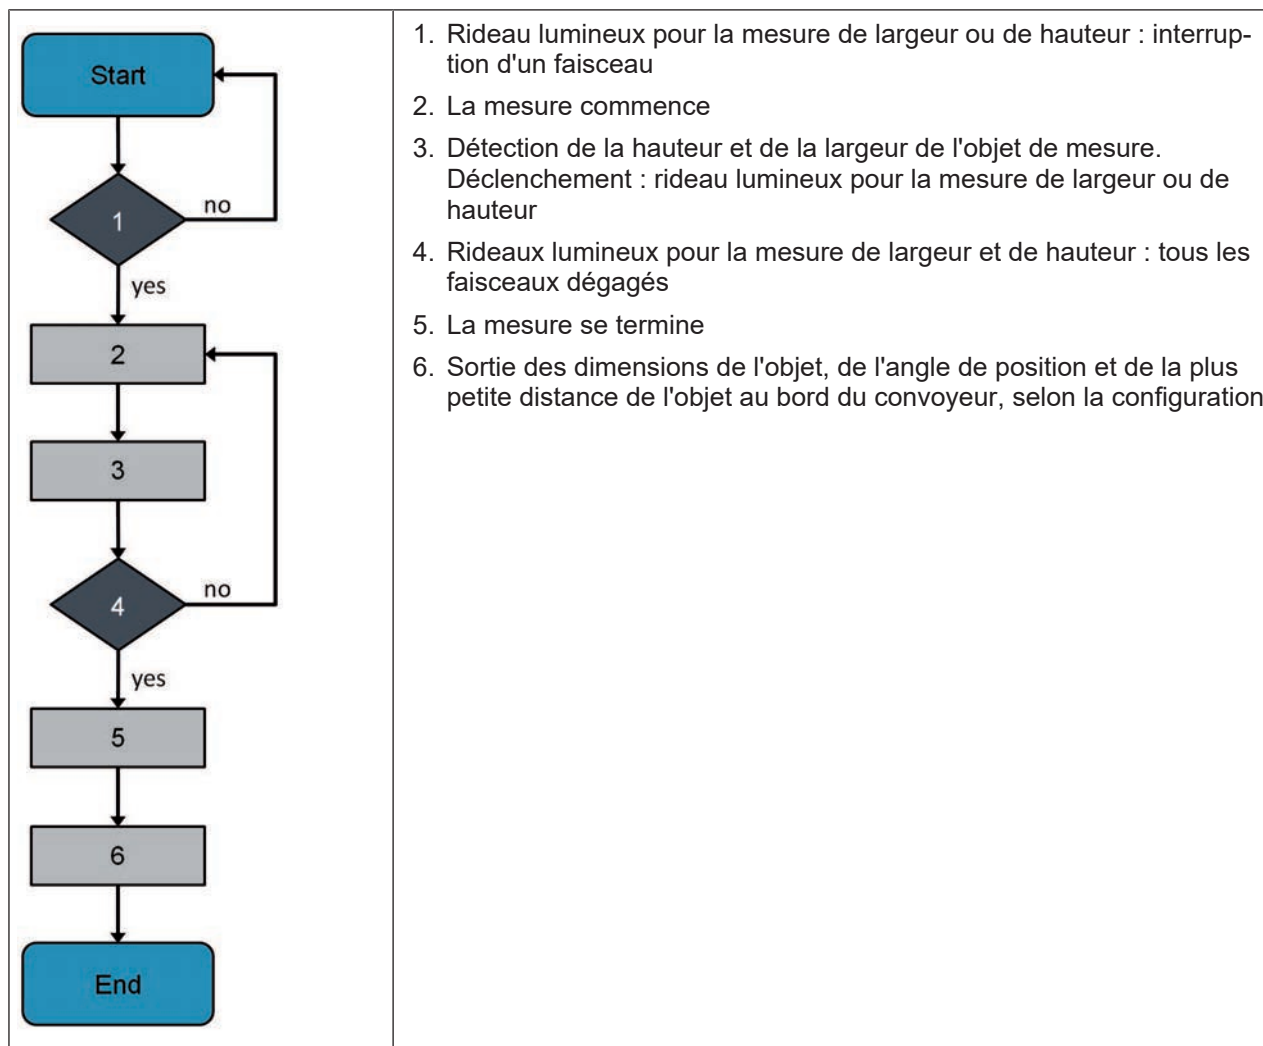 Start
1
no
yes
2
3
4
no
yes
5
6
End
1. Rideau lumineux pour la mesure de largeur ou de hauteur : interrup-
tion d'un faisceau
2. La mesure commence
3. Détection de la hauteur et de la largeur de l'objet de mesure.
Déclenchement : rideau lumineux pour la mesure de largeur ou de
hauteur
4. Rideaux lumineux pour la mesure de largeur et de hauteur : tous les
faisceaux dégagés
5. La mesure se termine
6. Sortie des dimensions de l'objet, de l'angle de position et de la plus
petite distance de l'objet au bord du convoyeur, selon la configuration